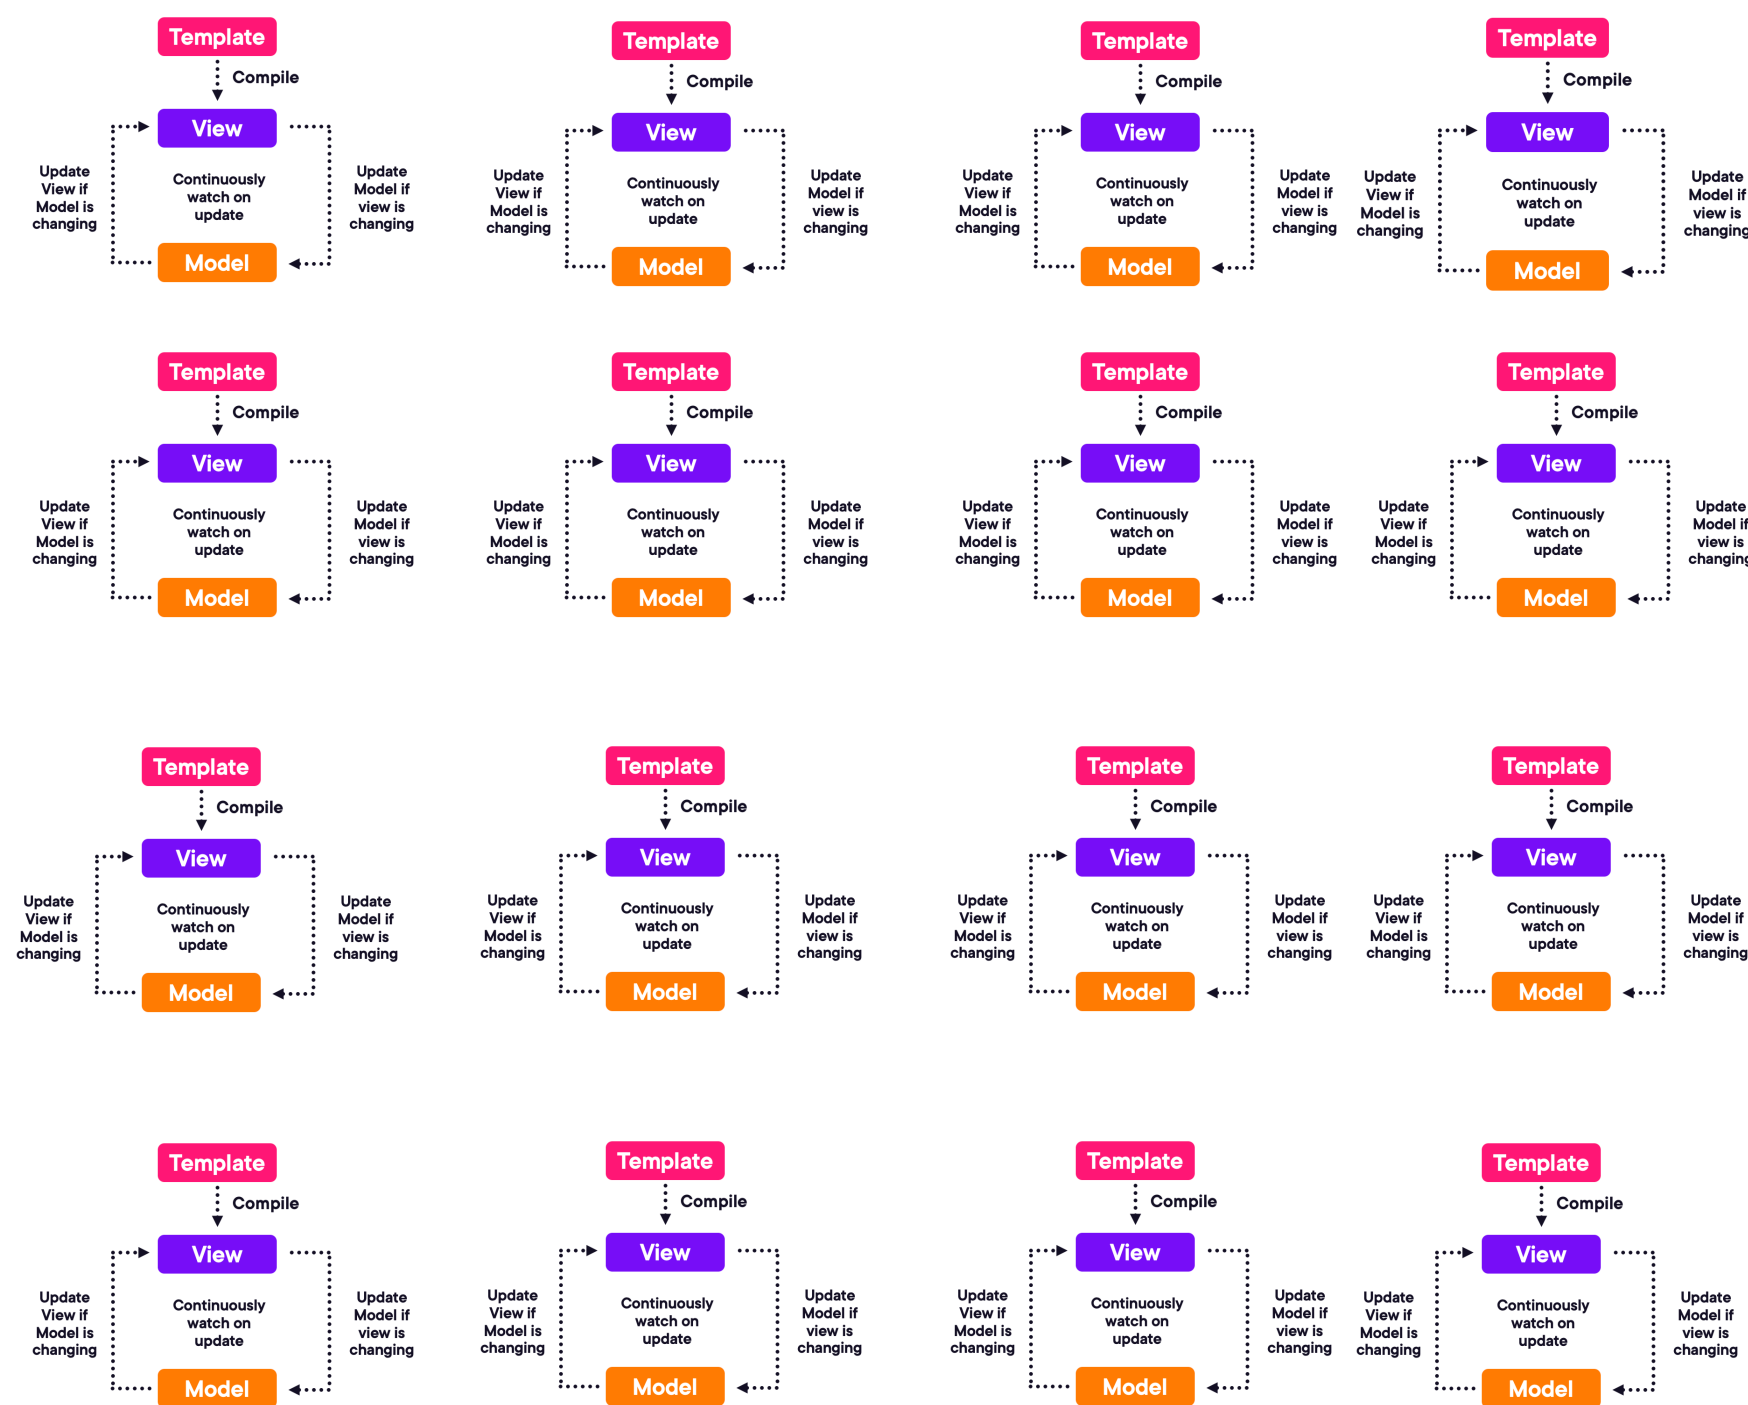 Template
Compile
View
Update
View if
Model is
changing
Continuously
watch on
update
Update
Model if
view is
changing
Model
Template
Compile
View
Update
View if
Model is
changing
Continuously
watch on
update
Update
Model if
view is
changing
Model
Template
Compile
View
Update
View if
Model is
changing
Continuously
watch on
update
Update
Model if
view is
changing
Model
Template
Compile
View
Update
View if
Model is
changing
Continuously
watch on
update
Update
Model if
view is
changing
Model
Template
Compile
View
Update
View if
Model is
changing
Continuously
watch on
update
Update
Model if
view is
changing
Model
Template
Compile
View
Update
View if
Model is
changing
Continuously
watch on
update
Update
Model if
view is
changing
Model
Template
Compile
View
Update
View if
Model is
changing
Continuously
watch on
update
Update
Model if
view is
changing
Model
Template
Compile
View
Update
View if
Model is
changing
Continuously
watch on
update
Update
Model if
view is
changing
Model
Template
Compile
View
Update
View if
Model is
changing
Continuously
watch on
update
Update
Model if
view is
changing
Model
Template
Compile
View
Update
View if
Model is
changing
Continuously
watch on
update
Update
Model if
view is
changing
Model
Template
Compile
View
Update
View if
Model is
changing
Continuously
watch on
update
Update
Model if
view is
changing
Model
Template
Compile
View
Update
View if
Model is
changing
Continuously
watch on
update
Update
Model if
view is
changing
Model
Template
Compile
View
Update
View if
Model is
changing
Continuously
watch on
update
Update
Model if
view is
changing
Model
Template
Compile
View
Update
View if
Model is
changing
Continuously
watch on
update
Update
Model if
view is
changing
Model
Template
Compile
View
Update
View if
Model is
changing
Continuously
watch on
update
Update
Model if
view is
changing
Model
Template
Compile
View
Update
View if
Model is
changing
Continuously
watch on
update
Update
Model if
view is
changing
Model